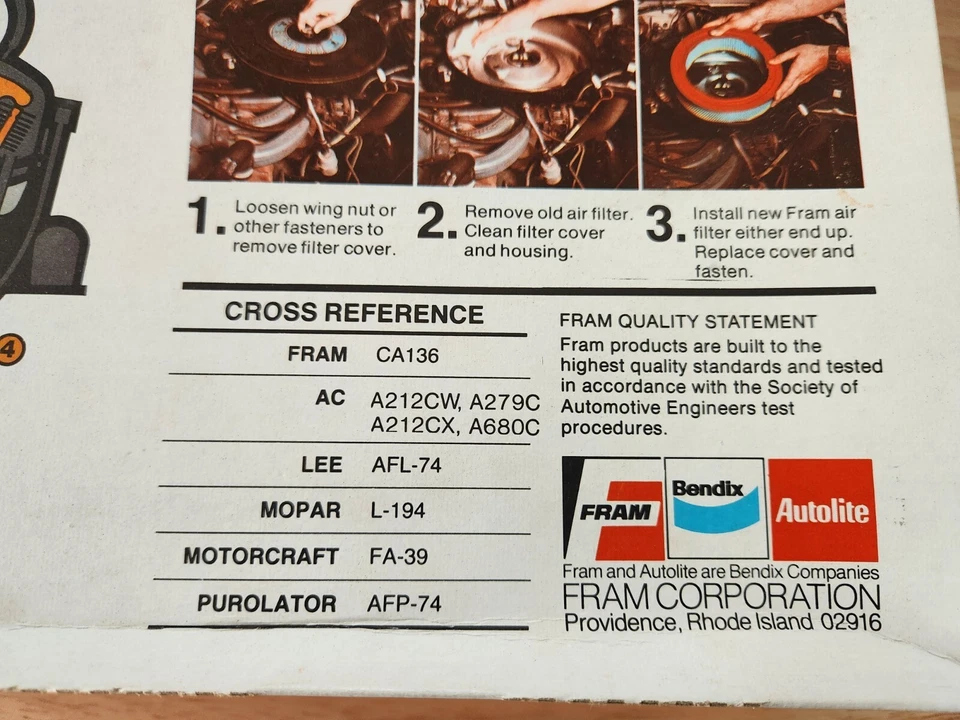 1. Loosen wing nut or
other fasteners to
remove filter cover.
2. Remove old air filter.
Clean filter cover
and housing.
3. Install new Fram air
filter either end up.
Replace cover and
fasten.
4
CROSS REFERENCE
FRAM CA136
AC A212CW, A279C
A212CX, A680C
LEE AFL-74
MOPAR L-194
MOTORCRAFT FA-39
PUROLATOR AFP-74
FRAM QUALITY STATEMENT
Fram products are built to the
highest quality standards and tested
in accordance with the Society of
Automotive Engineers test
procedures.
FRAM
Bendix
Autolite
Fram and Autolite are Bendix Companies
FRAM CORPORATION
Providence, Rhode Island 02916